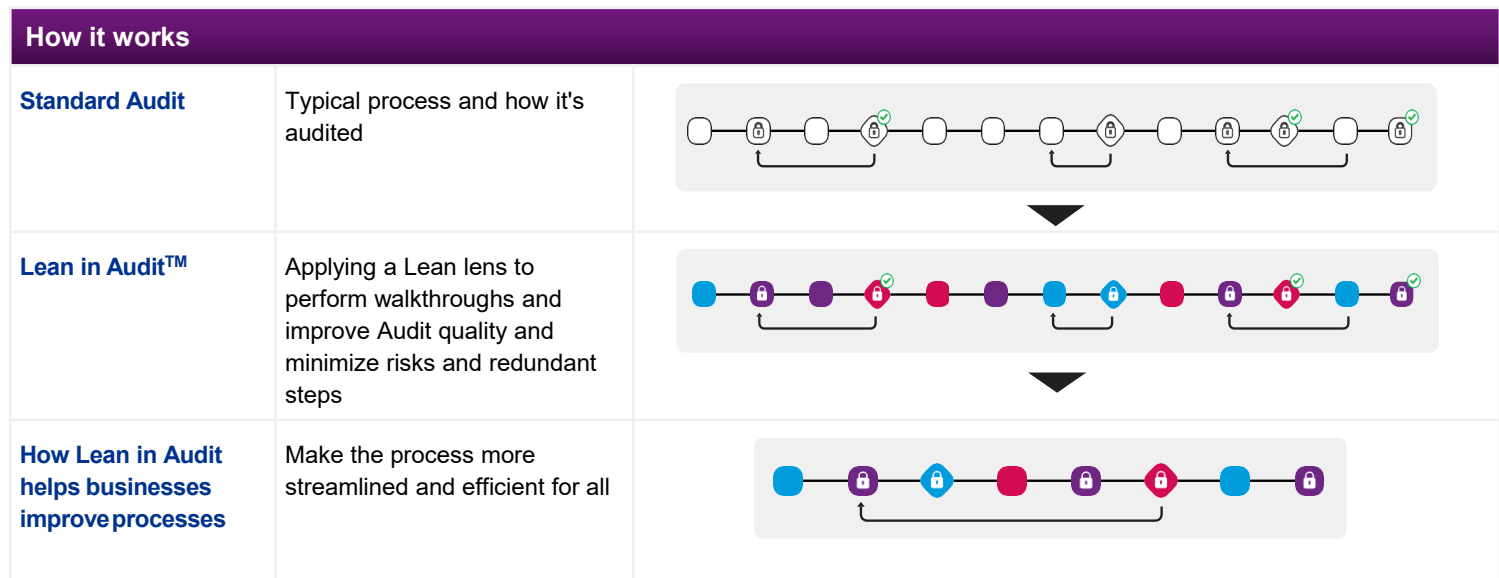 How it works
Standard Audit
Typical process and how it's
audited
Lean in Audit™
Applying a Lean lens to
perform walkthroughs and
improve Audit quality and
minimize risks and redundant
steps
How Lean in Audit
helps businesses
improve processes
Make the process more
streamlined and efficient for all